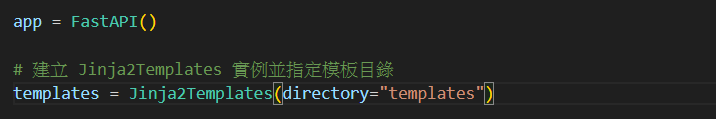 app = FastAPI()
# 建立 Jinja2Templates 實例並指定模板目錄
templates = Jinja2Templates(directory="templates")